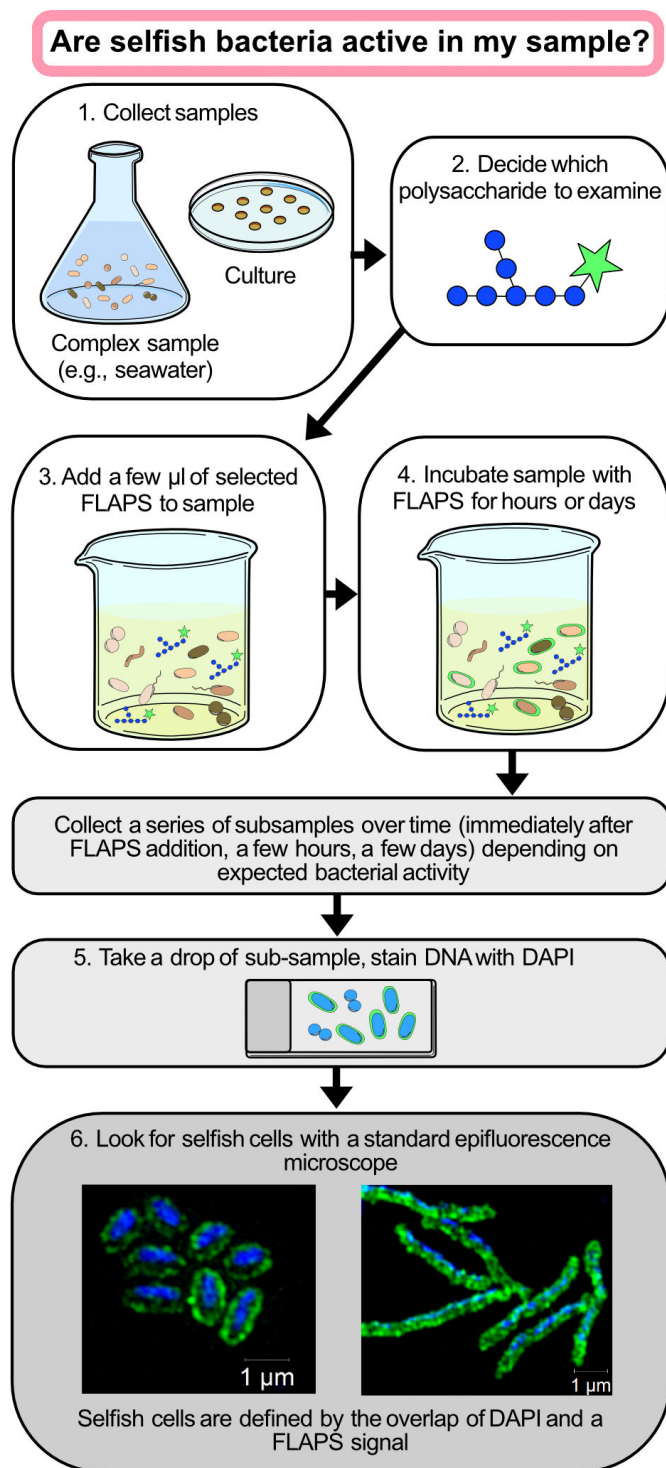 Are selfish bacteria active in my sample?
1. Collect samples
Culture
Complex sample
(e.g., seawater)
2. Decide which
polysaccharide to examine
3. Add a few µl of selected
FLAPS to sample
4. Incubate sample with
FLAPS for hours or days
Collect a series of subsamples over time (immediately after
FLAPS addition, a few hours, a few days) depending on
expected bacterial activity
5. Take a drop of sub-sample, stain DNA with DAPI
6. Look for selfish cells with a standard epifluorescence
microscope
1 µm
1 µm
Selfish cells are defined by the overlap of DAPI and a
FLAPS signal